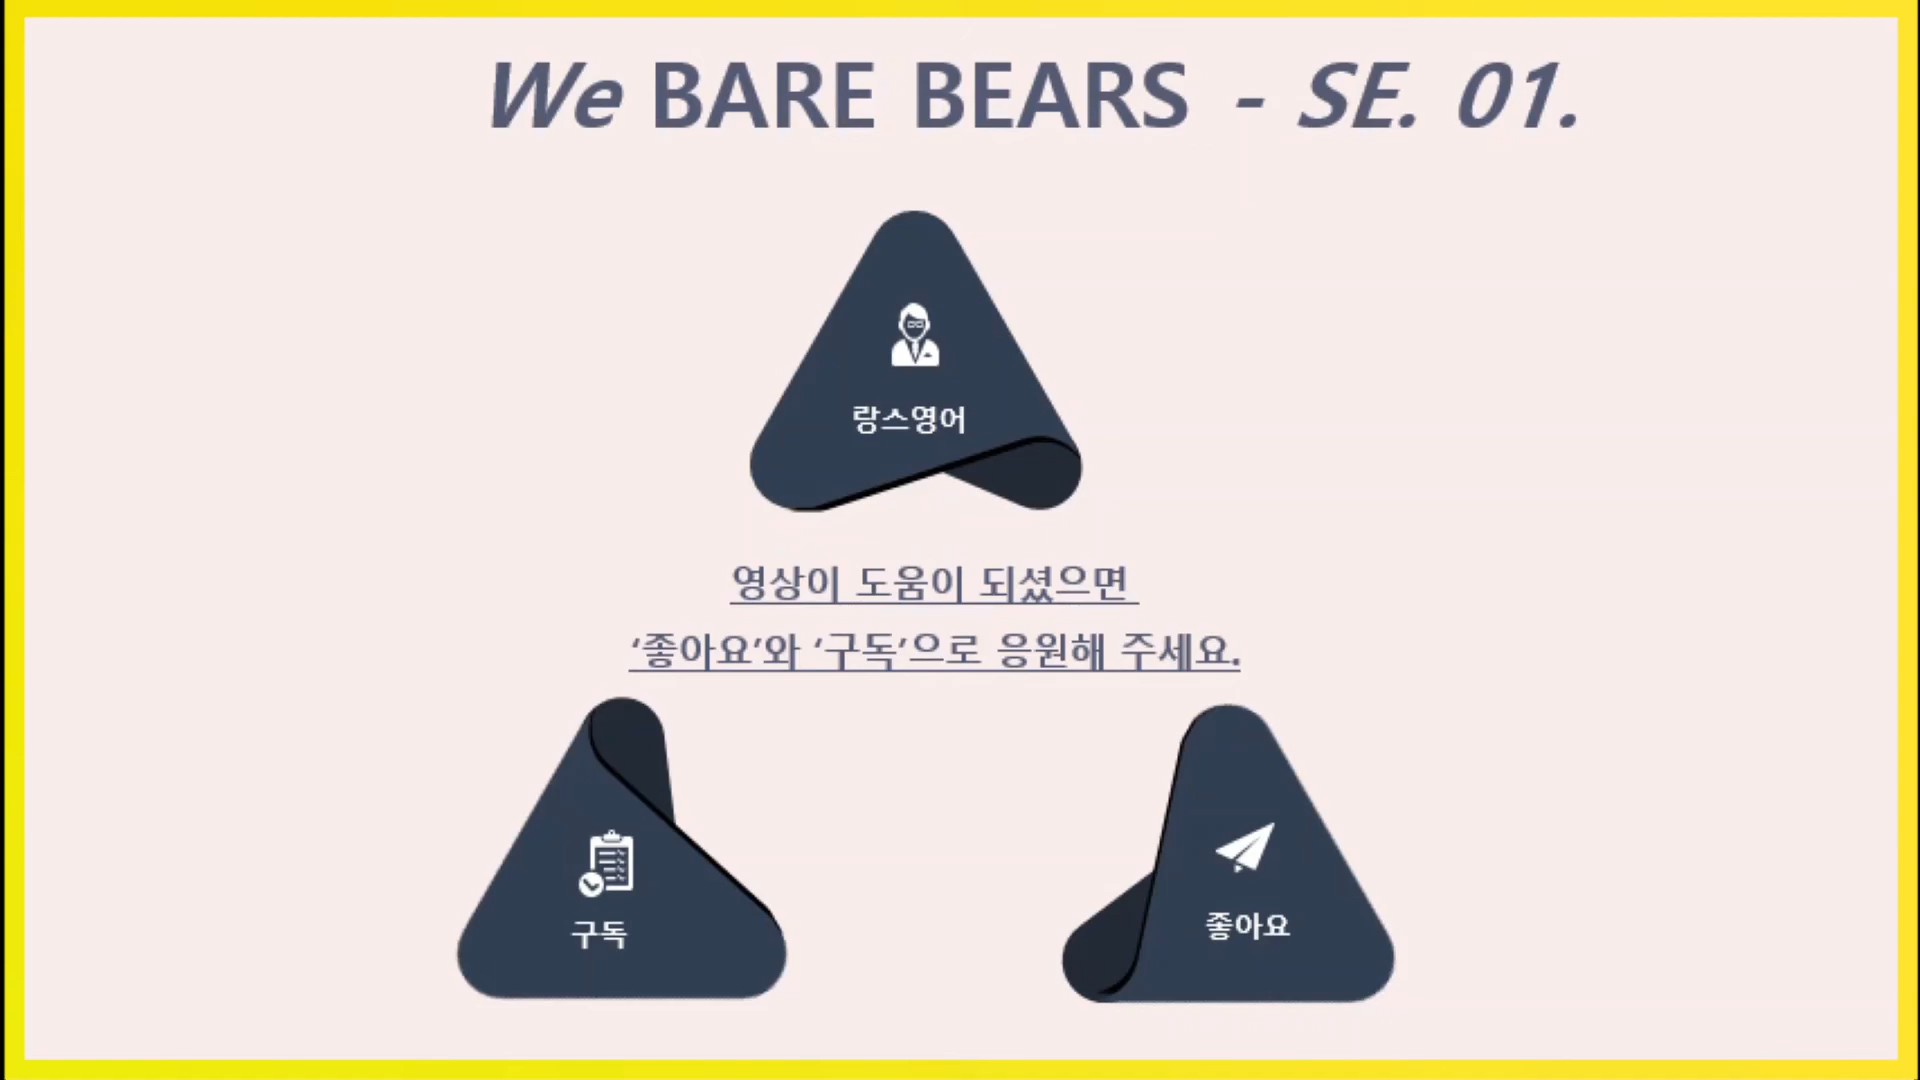 We BARE BEARS - SE. 01.
랑스영어
영상이 도움이 되셨으면
‘좋아요’와 ‘구독’으로 응원해 주세요.
구독
좋아요